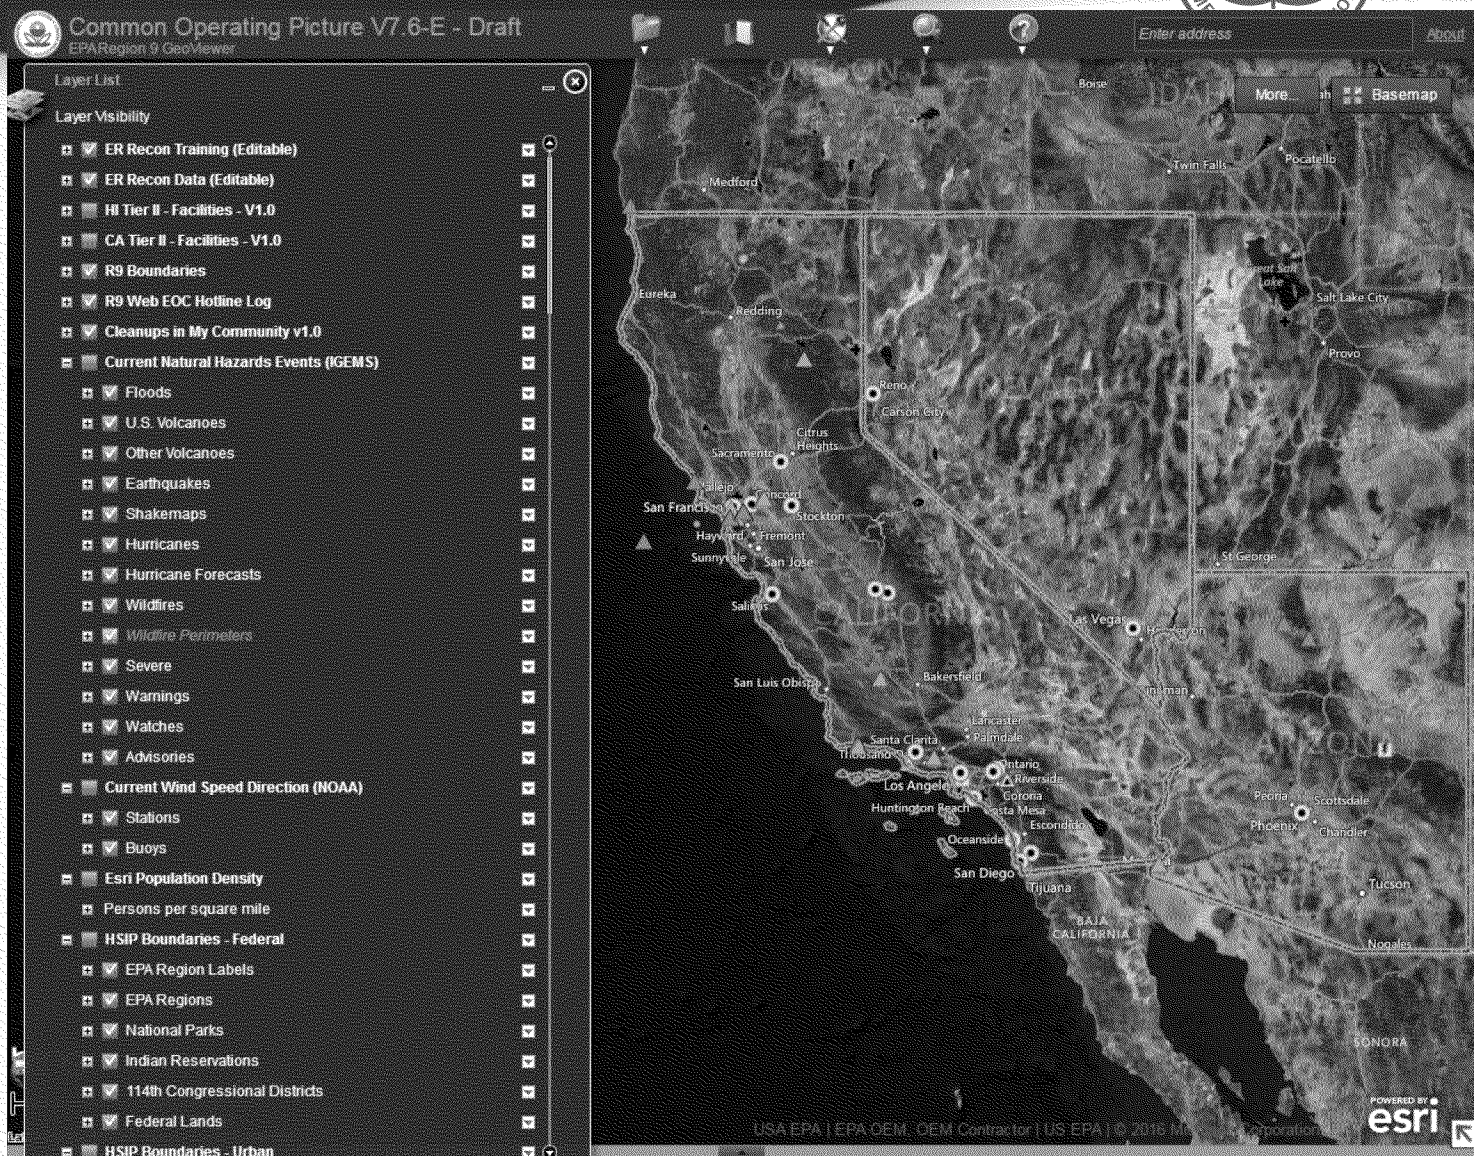 Common Operating Picture V7.6-E - Draft
EPARegion 9 GeoViewer
Enter address
About
Layer List
Layer Visibility
ER Recon Training (Editable)
ER Recon Data (Editable)
HI Tier II - Facilities - V1.0
CA Tier II - Facilities - V1.0
R9 Boundaries
R9 Web EOC Hotline Log
Cleanups in My Community v1.0
Current Natural Hazards Events (IGEMS)
Floods
U.S. Volcanoes
Other Volcanoes
Earthquakes
Shakemaps
Hurricanes
Hurricane Forecasts
Wildfires
Wildfire Perimeters
Severe
Warnings
Watches
Advisories
Current Wind Speed Direction (NOAA)
Stations
Buoys
Esri Population Density
Persons per square mile
HSIP Boundaries - Federal
EPA Region Labels
EPA Regions
National Parks
Indian Reservations
114th Congressional Districts
Federal Lands
HSIP Boundaries - Urban
More...
Basemap
Boise
Twin Falls
Pocatello
Medford
Eureka
Redding
Salt Lake City
Provo
Reno
Carson City
Citrus
Heights
Sacramento
Concord
San Francisco
Stockton
Hayward
Fremont
Sunnyvale
San Jose
St George
Salinas
CALIFORNIA
Las Vegas
San Luis Obispo
Bakersfield
Lancaster
Palmdale
Santa Clarita
Thousand
ARIZONA
Ontario
Riverside
Los Angele
Corona
Huntington Beach
Costa Mesa
Escondido
Oceanside
Peoria
Scottsdale
Phoenix
Chandler
San Diego
Tijuana
Tucson
BAJA
CALIFORNIA
Nogales
SONORA
POWERED BY
esri
USA EPA | EPA OEM, OEM Contractor | US EPA | © 2016 M
Corporation